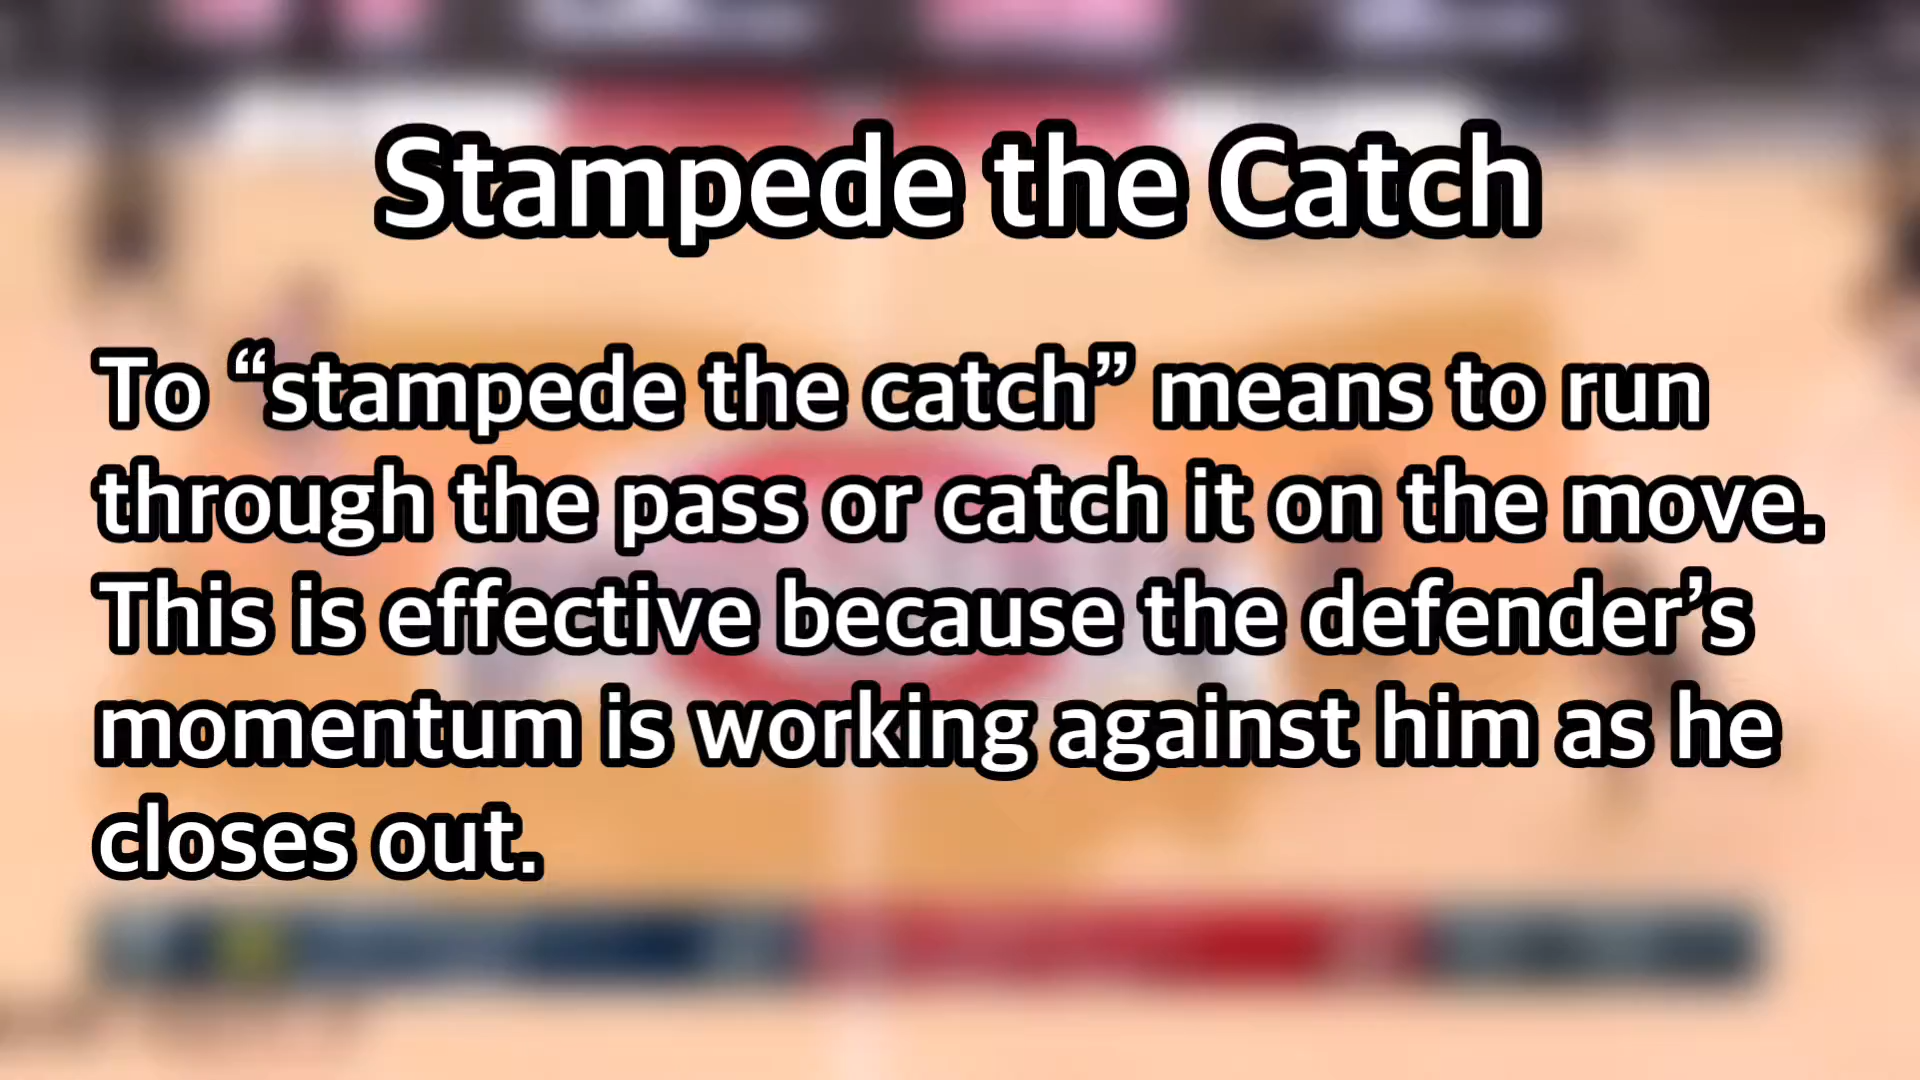 Stampede the Catch
To “stampede the catch” means to run
through the pass or catch it on the move.
This is effective because the defender’s
momentum is working against him as he
closes out.